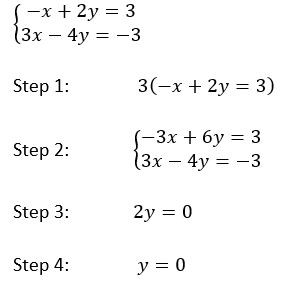 −x + 2y = 3
3x − 4y = −3
Step 1: 3(−x + 2y = 3)
Step 2: −3x + 6y = 3
3x − 4y = −3
Step 3: 2y = 0
Step 4: y = 0